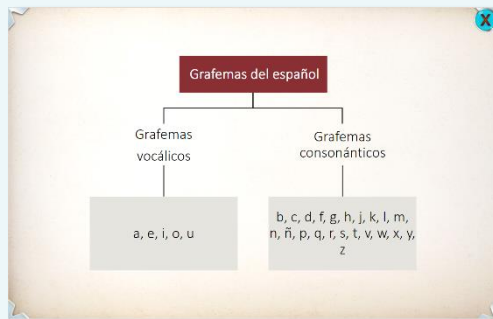 X
Grafemas del español
Grafemas
vocálicos
Grafemas
consonánticos
a, e, i, o, u
b, c, d, f, g, h, j, k, l, m,
n, ñ, p, q, r, s, t, v, w, x, y,
z